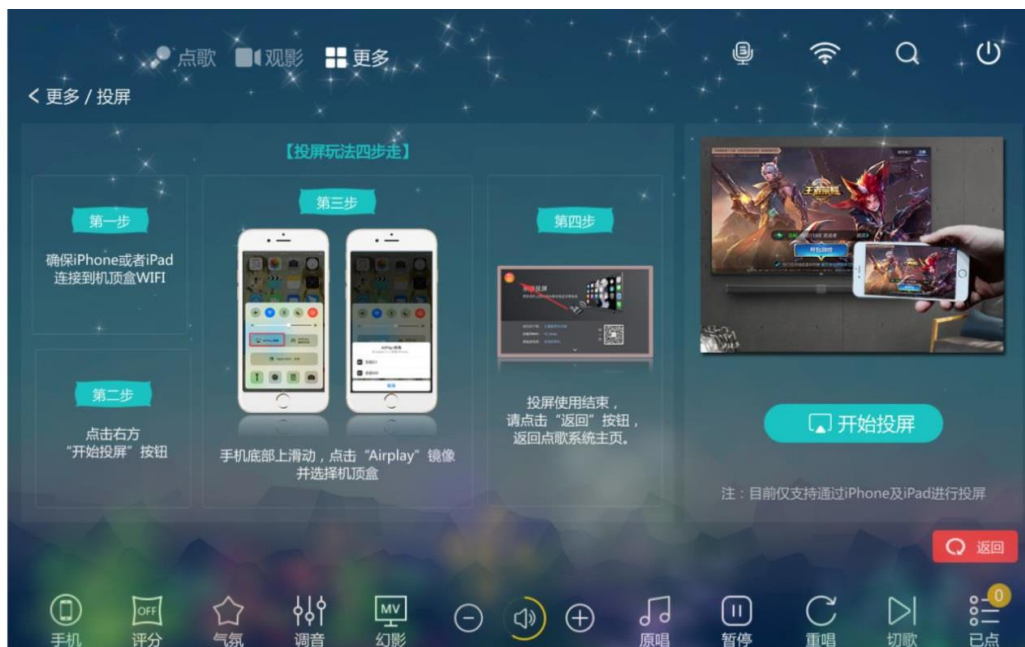 点歌 观影 更多
< 更多 / 投屏
【投屏玩法四步走】
第一步
确保iPhone或者iPad
连接到机顶盒WIFI
第二步
点击右方
“开始投屏”按钮
第三步
手机底部上滑动，点击“Airplay”镜像
并选择机顶盒
第四步
投屏使用结束，
请点击“返回”按钮，
返回点歌系统主页。
王者荣耀
开始投屏
注：目前仅支持通过iPhone及iPad进行投屏
返回
OFF
MV
0
手机 评分 气氛 调音 幻影 原唱 暂停 重唱 切歌 已点